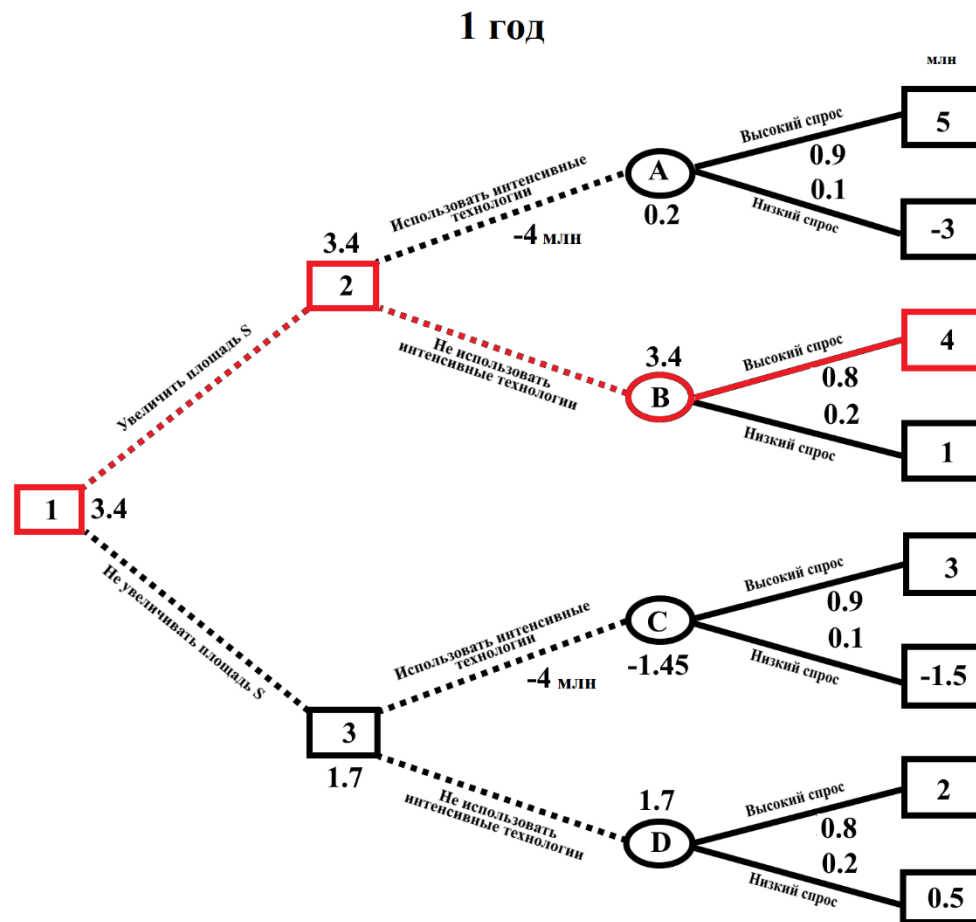 1 год
млн
5
Высокий спрос
0.9
Использовать интенсивные
технологии
A
0.1
0.2
Низкий спрос
-3
-4 млн
3.4
2
Увеличить площадь S
Не использовать
интенсивные технологии
3.4
B
Высокий спрос
4
0.8
0.2
Низкий спрос
1
1
3.4
Не увеличивать площадь S
Использовать интенсивные
технологии
-4 млн
C
-1.45
Высокий спрос
3
0.9
0.1
Низкий спрос
-1.5
3
1.7
Не использовать
интенсивные технологии
1.7
D
Высокий спрос
2
0.8
0.2
Низкий спрос
0.5